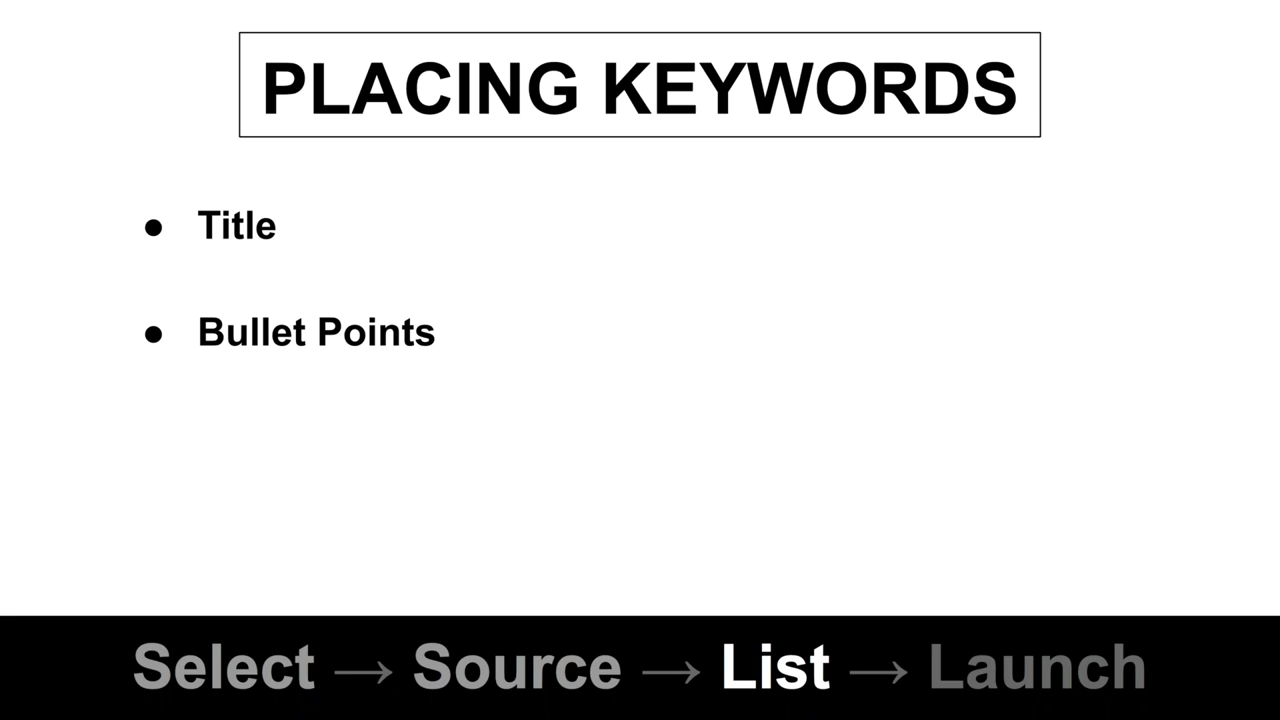 PLACING KEYWORDS
● Title
● Bullet Points
Select → Source → List → Launch